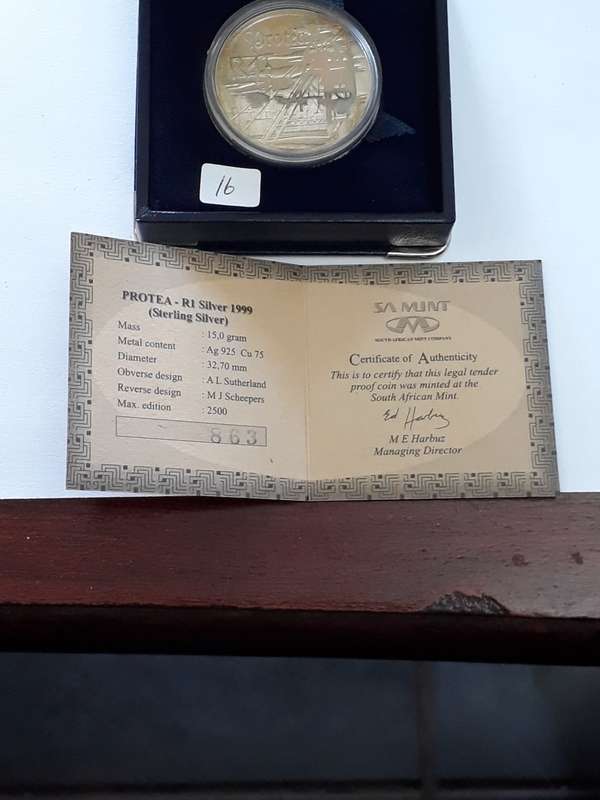 16
PROTEA - R1 Silver 1999
(Sterling Silver)
Mass : 15,0 gram
Metal content : Ag 925 Cu 75
Diameter : 32,70 mm
Obverse design : A L Sutherland
Reverse design : M J Scheepers
Max. edition : 2500
863
SA MINT
SOUTH AFRICAN MINT COMPANY
Certificate of Authenticity
This is to certify that this legal tender
proof coin was minted at the
South African Mint.
Ed Harbuz
M E Harbuz
Managing Director